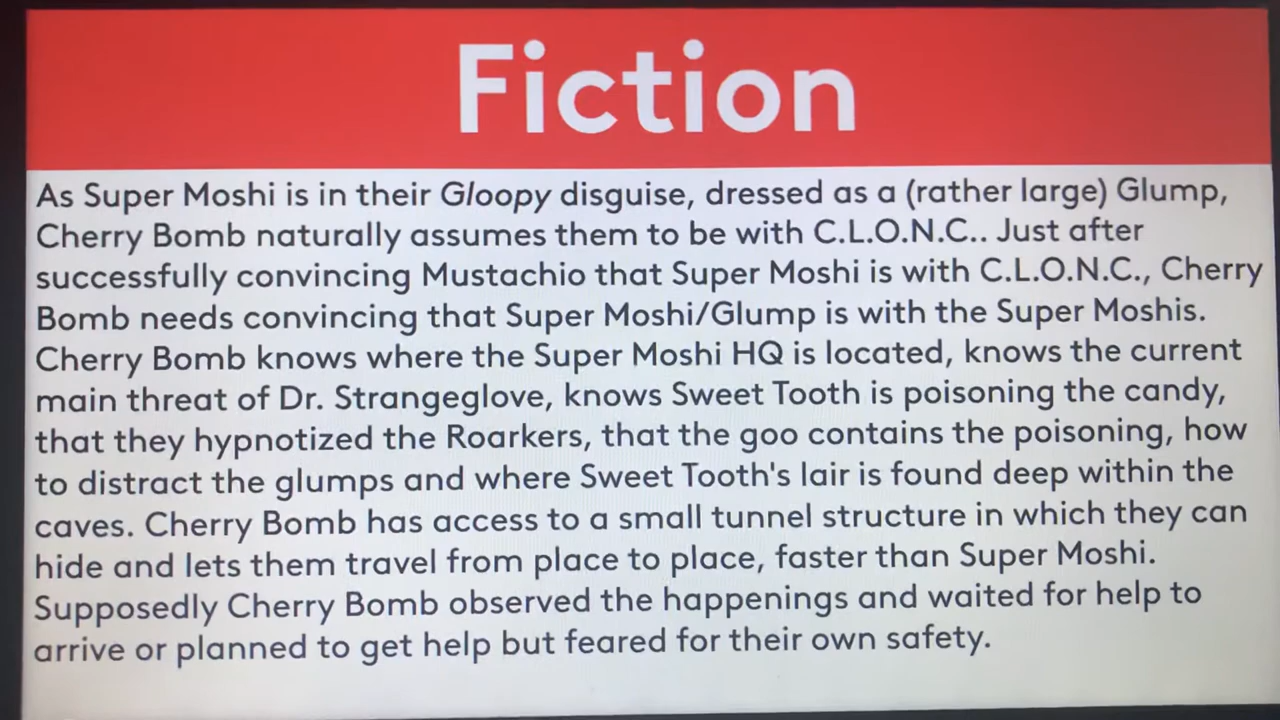 Fiction
As Super Moshi is in their Gloopy disguise, dressed as a (rather large) Glump,
Cherry Bomb naturally assumes them to be with C.L.O.N.C.. Just after
successfully convincing Mustachio that Super Moshi is with C.L.O.N.C., Cherry
Bomb needs convincing that Super Moshi/Glump is with the Super Moshis.
Cherry Bomb knows where the Super Moshi HQ is located, knows the current
main threat of Dr. Strangeglove, knows Sweet Tooth is poisoning the candy,
that they hypnotized the Roarkers, that the goo contains the poisoning, how
to distract the glumps and where Sweet Tooth's lair is found deep within the
caves. Cherry Bomb has access to a small tunnel structure in which they can
hide and lets them travel from place to place, faster than Super Moshi.
Supposedly Cherry Bomb observed the happenings and waited for help to
arrive or planned to get help but feared for their own safety.